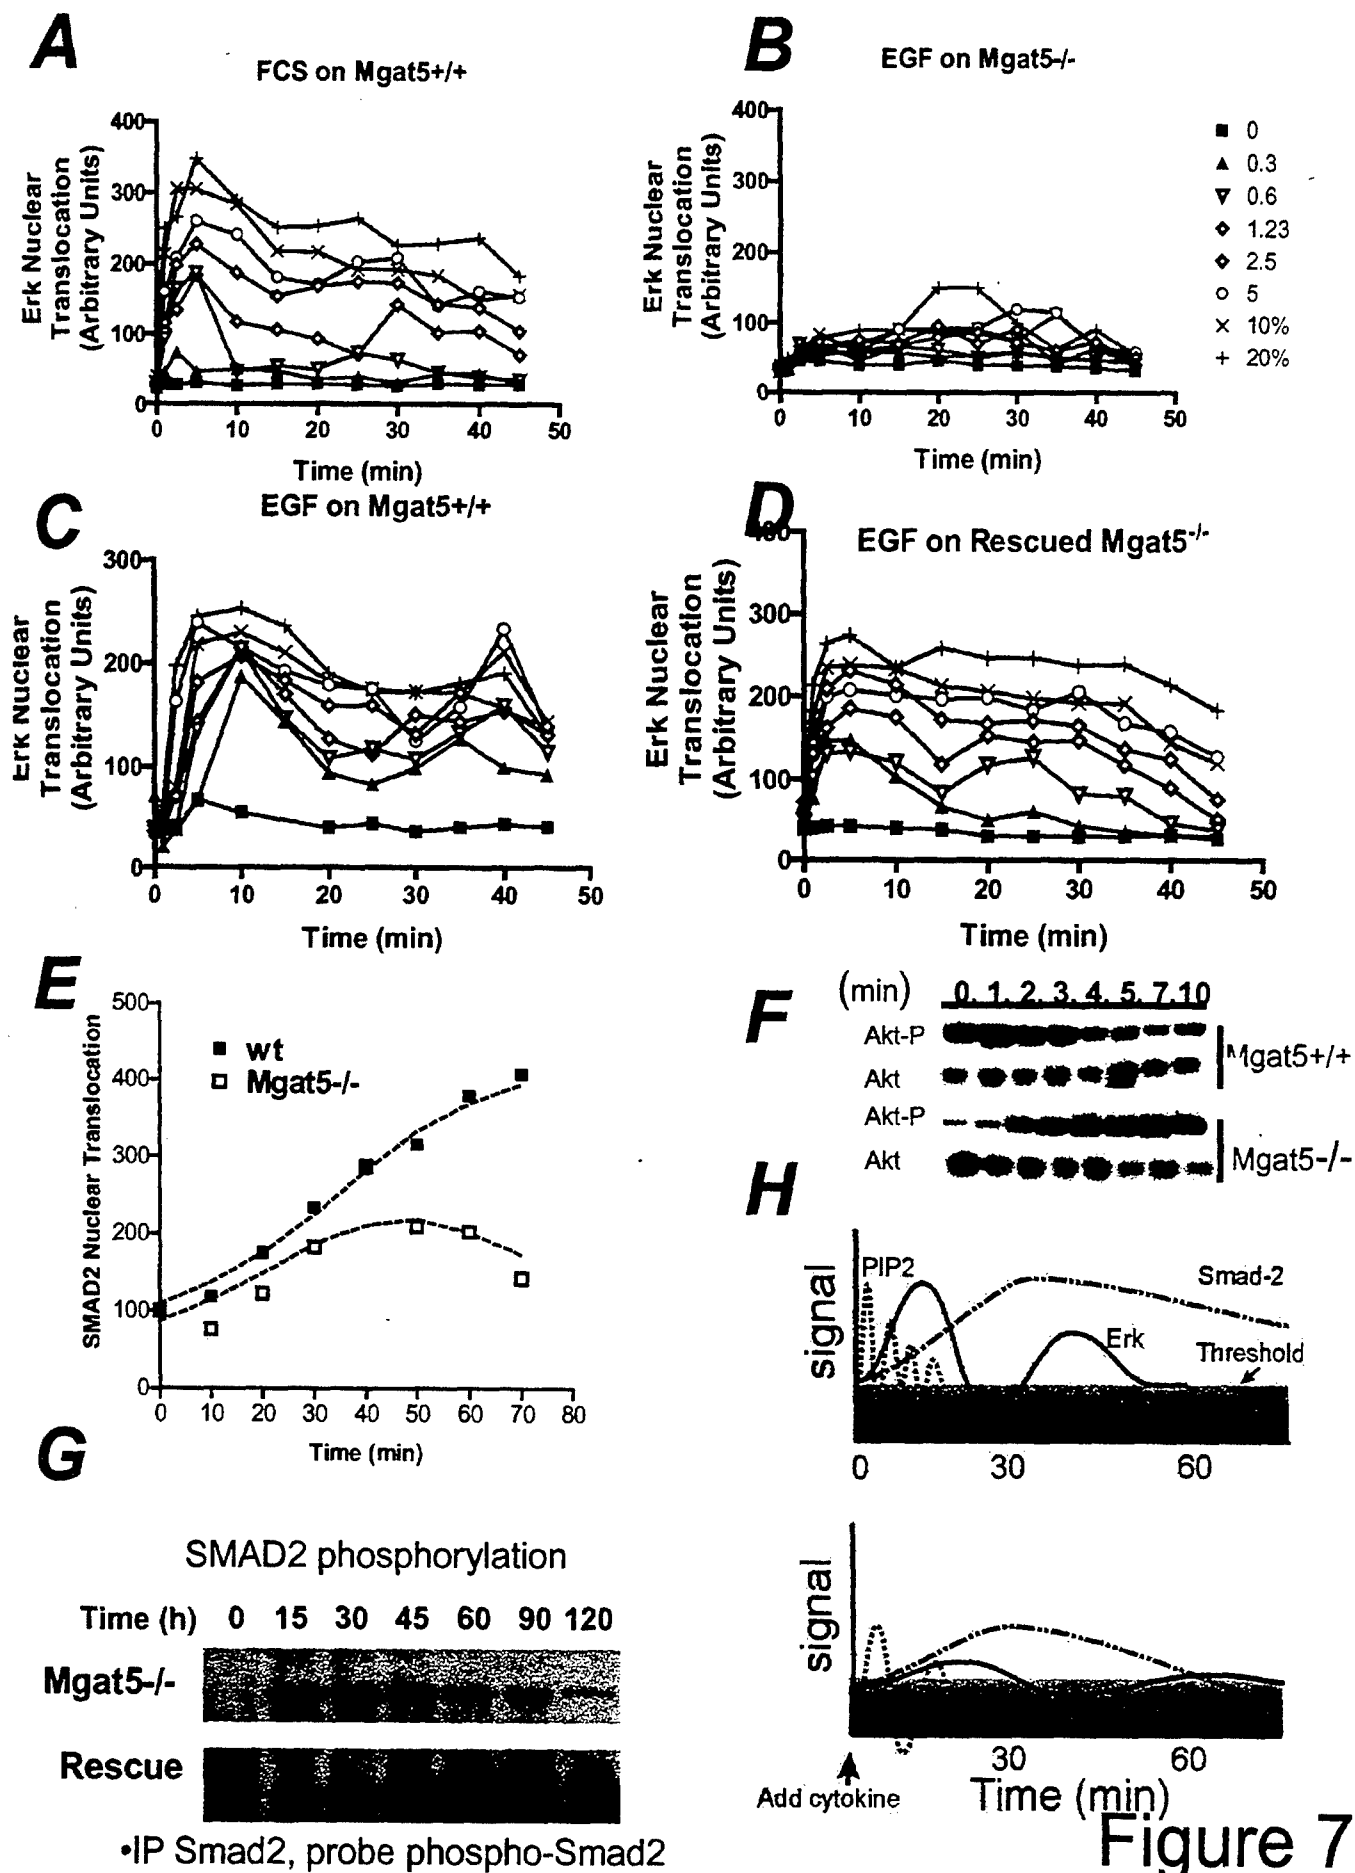 A
FCS on Mgat5+/+
Erk Nuclear
Translocation
(Arbitrary Units)
400
300
200
100
0
0 10 20 30 40 50
Time (min)
B
EGF on Mgat5-/-
Erk Nuclear
Translocation
(Arbitrary Units)
400
300
200
100
0
0 10 20 30 40 50
Time (min)
0
0.3
0.6
1.23
2.5
5
10%
20%
C
EGF on Mgat5+/+
Erk Nuclear
Translocation
(Arbitrary Units)
300
200
100
0
0 10 20 30 40 50
Time (min)
D
EGF on Rescued Mgat5-/-
Erk Nuclear
Translocation
(Arbitrary Units)
400
300
200
100
0
0 10 20 30 40 50
Time (min)
E
SMAD2 Nuclear Translocation
500
400
300
200
100
0
wt
Mgat5-/-
0 10 20 30 40 50 60 70 80
Time (min)
F
(min) 0. 1. 2. 3. 4. 5. 7. 10
Akt-P
Akt
Mgat5+/+
Akt-P
Akt
Mgat5-/-
G
SMAD2 phosphorylation
Time (h) 0 15 30 45 60 90 120
Mgat5-/-
Rescue
•IP Smad2, probe phospho-Smad2
H
signal
PIP2
Smad-2
Erk
Threshold
0 30 60
signal
30 60
Add cytokine
Time (min)
Figure 7